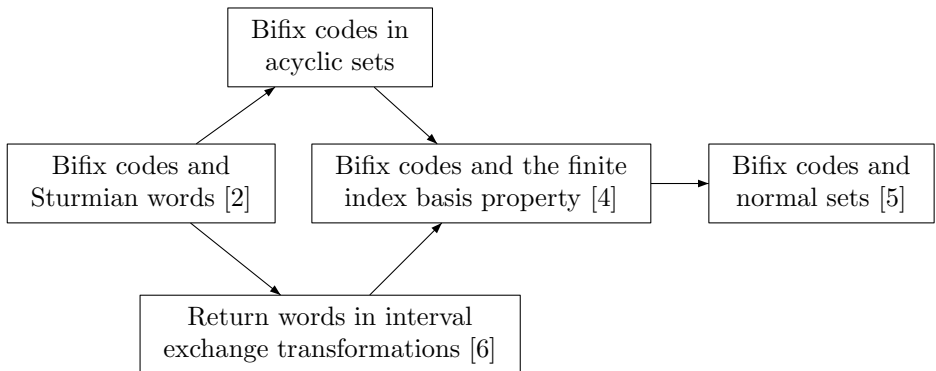 Bifix codes in
acyclic sets
Bifix codes and
Sturmian words [2]
Bifix codes and the finite
index basis property [4]
Bifix codes and
normal sets [5]
Return words in interval
exchange transformations [6]